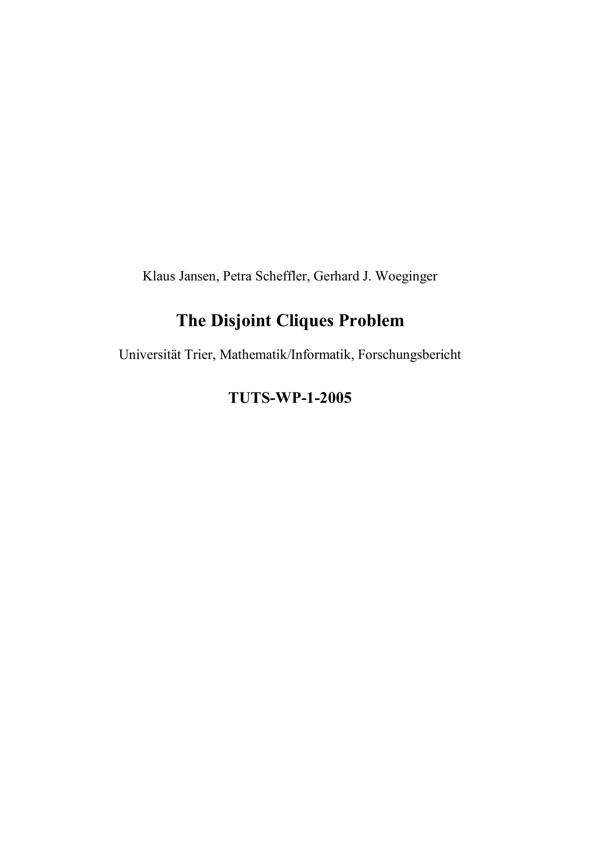 Klaus Jansen, Petra Scheffler, Gerhard J. Woeginger
The Disjoint Cliques Problem
Universität Trier, Mathematik/Informatik, Forschungsbericht
TUTS-WP-1-2005